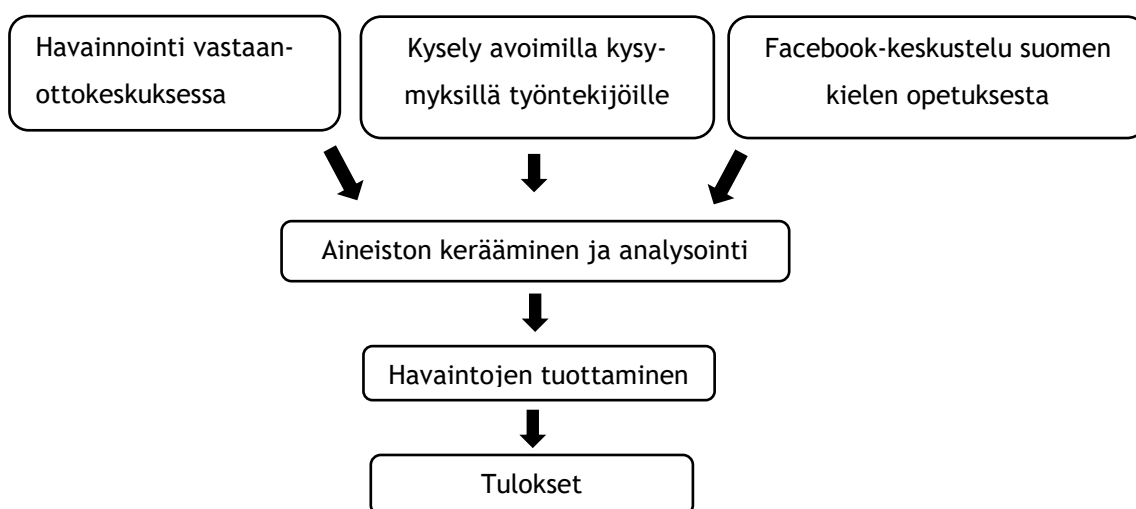 Havainnointi vastaan-
ottokeskuksessa
Kysely avoimilla kysy-
myksillä työntekijöille
Facebook-keskustelu suomen
kielen opetuksesta
Aineiston kerääminen ja analysointi
Havaintojen tuottaminen
Tulokset